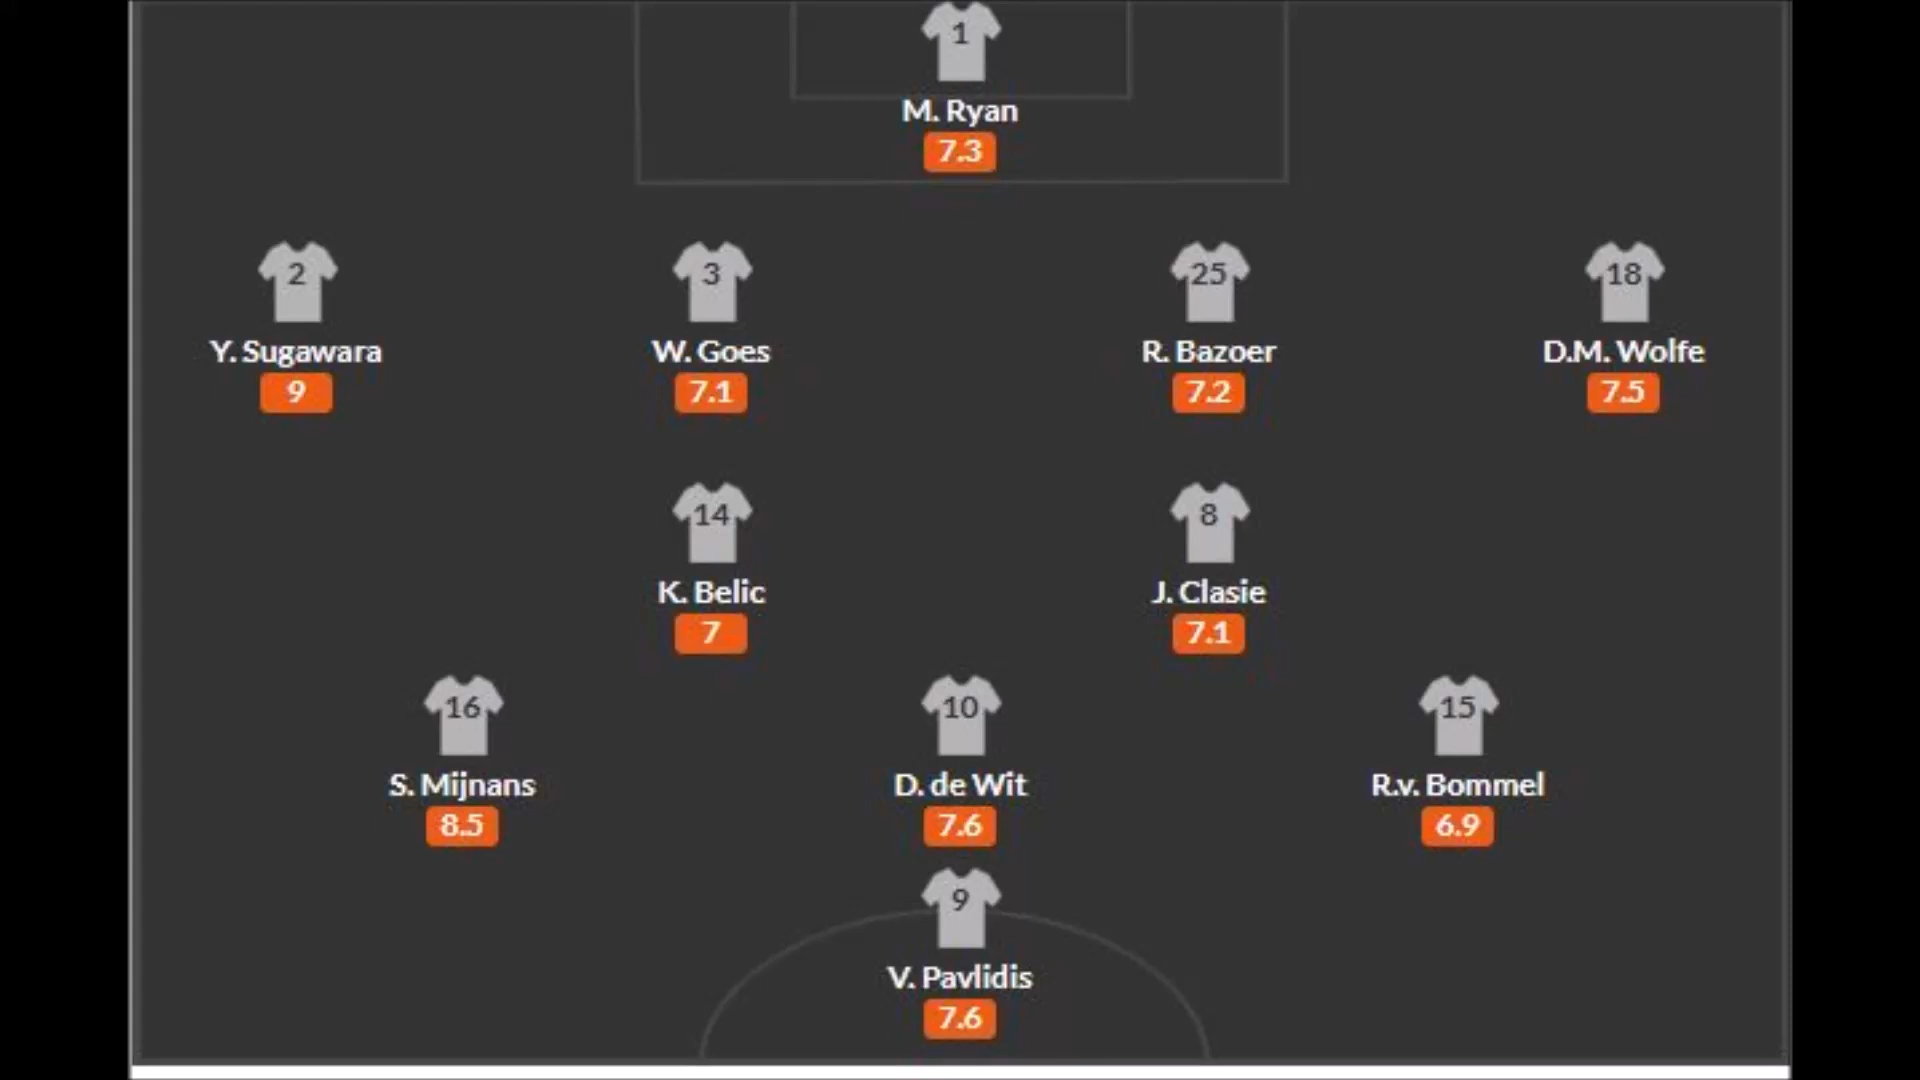 1
M. Ryan
7.3
2 3 25 18
Y. Sugawara W. Goes R. Bazoer D.M. Wolfe
9 7.1 7.2 7.5
14 8
K. Belic J. Clasie
7 7.1
16 10 15
S. Mijnans D. de Wit R.v. Bommel
8.5 7.6 6.9
9
V. Pavlidis
7.6